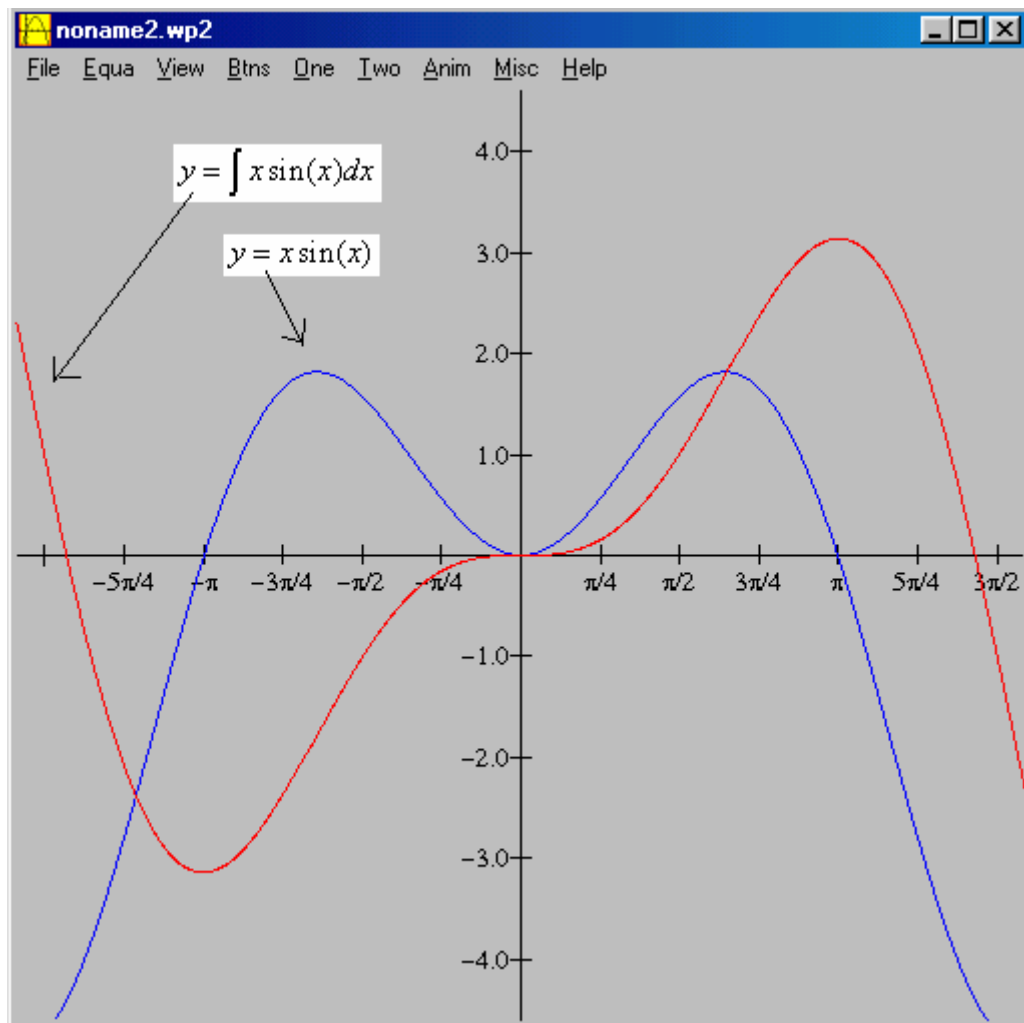 noname2.wp2
File Equa View Btns One Two Anim Misc Help
y = ∫ x sin(x)dx
y = x sin(x)
4.0
3.0
2.0
1.0
−5π/4 −π −3π/4 −π/2 −π/4 π/4 π/2 3π/4 π 5π/4 3π/2
−1.0
−2.0
−3.0
−4.0